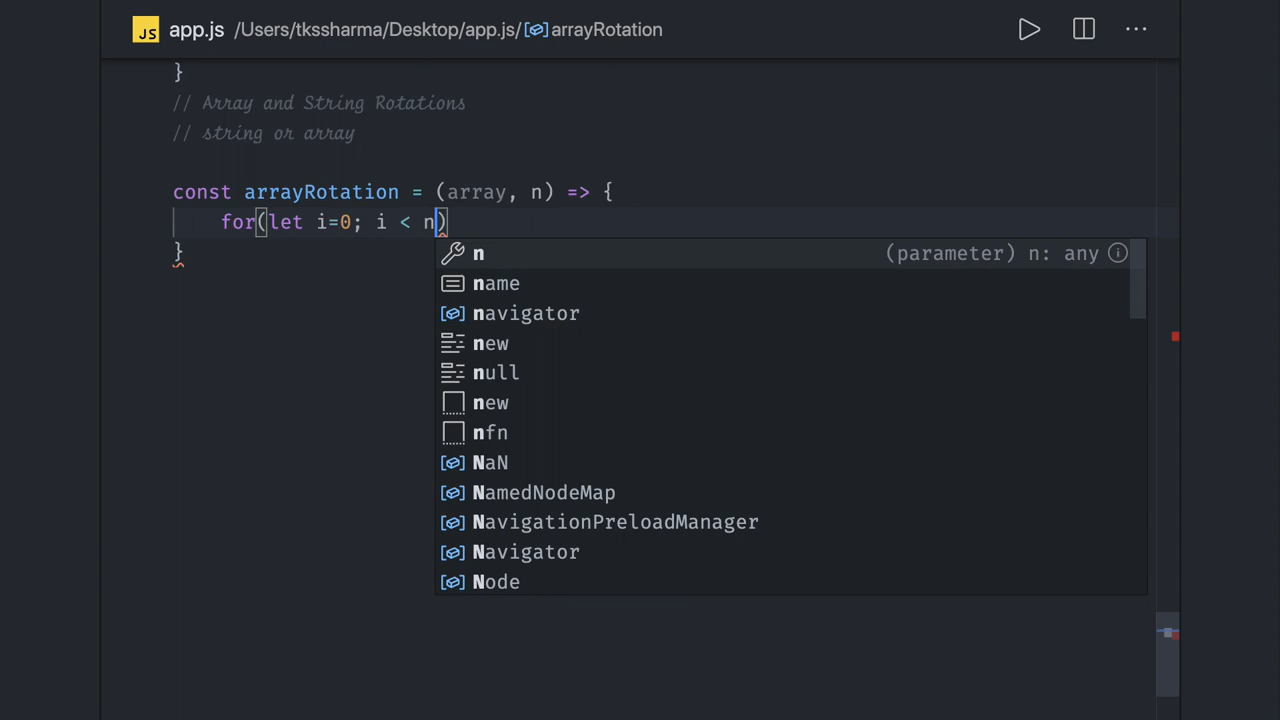 JS app.js /Users/tkssharma/Desktop/app.js/ arrayRotation
}
// Array and String Rotations
// string or array
const arrayRotation = (array, n) => {
for(let i=0; i < n)
}
n (parameter) n: any
name
navigator
new
null
new
nfn
NaN
NamedNodeMap
NavigationPreloadManager
Navigator
Node